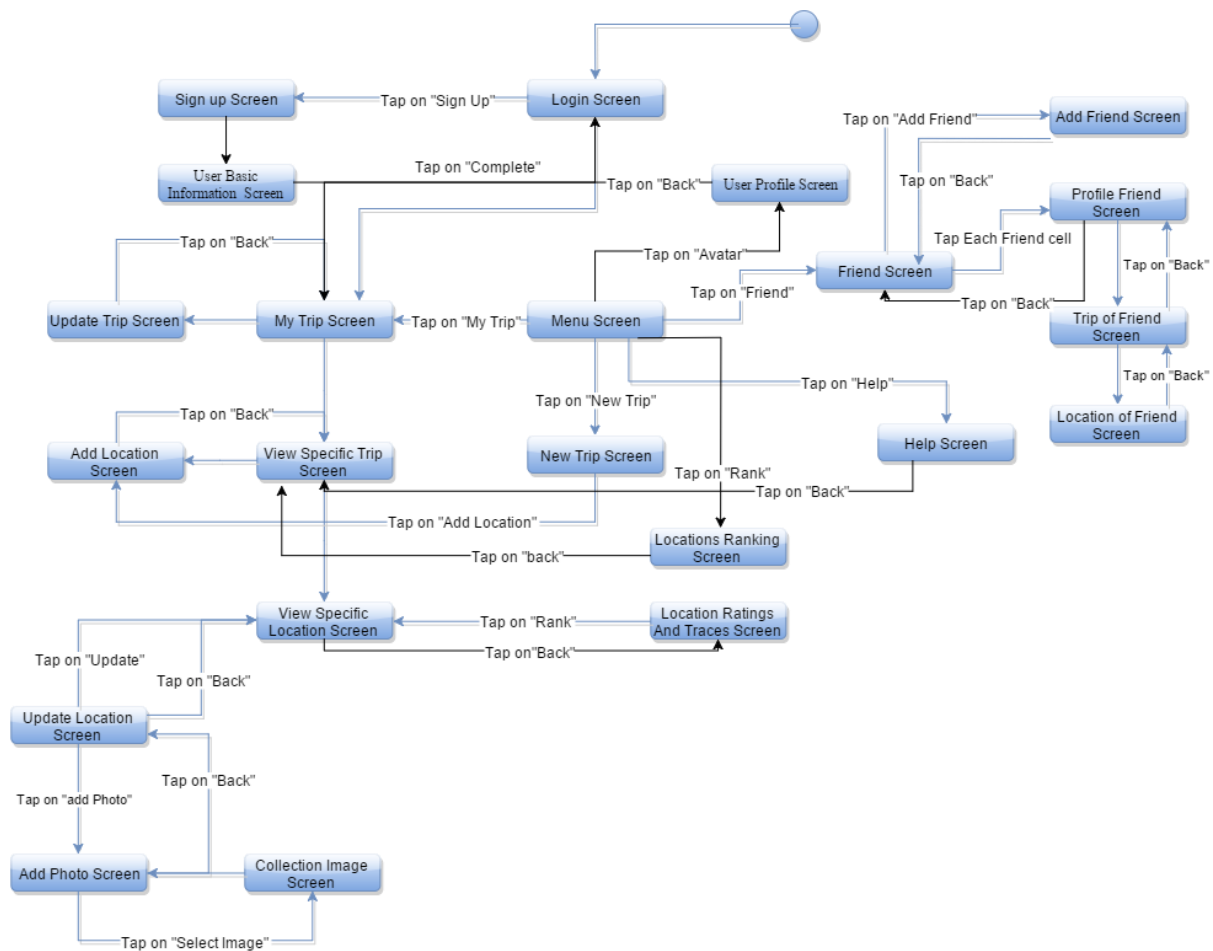 Sign up Screen
Tap on "Sign Up"
Login Screen
Tap on "Add Friend"
Add Friend Screen
User Basic
Information Screen
Tap on "Complete"
Tap on "Back"
User Profile Screen
Tap on "Back"
Profile Friend
Screen
Tap on "Back"
Tap on "Avatar"
Tap Each Friend cell
Friend Screen
Tap on "Back"
Tap on "Friend"
Tap on "Back"
Update Trip Screen
My Trip Screen
Tap on "My Trip"
Menu Screen
Trip of Friend
Screen
Tap on "Back"
Tap on "Help"
Tap on "Back"
Tap on "New Trip"
Location of Friend
Screen
Add Location
Screen
View Specific Trip
Screen
New Trip Screen
Help Screen
Tap on "Rank"
Tap on "Back"
Tap on "Add Location"
Tap on "back"
Locations Ranking
Screen
View Specific
Location Screen
Tap on "Rank"
Location Ratings
And Traces Screen
Tap on"Back"
Tap on "Update"
Tap on "Back"
Update Location
Screen
Tap on "Back"
Tap on "add Photo"
Add Photo Screen
Collection Image
Screen
Tap on "Select Image"